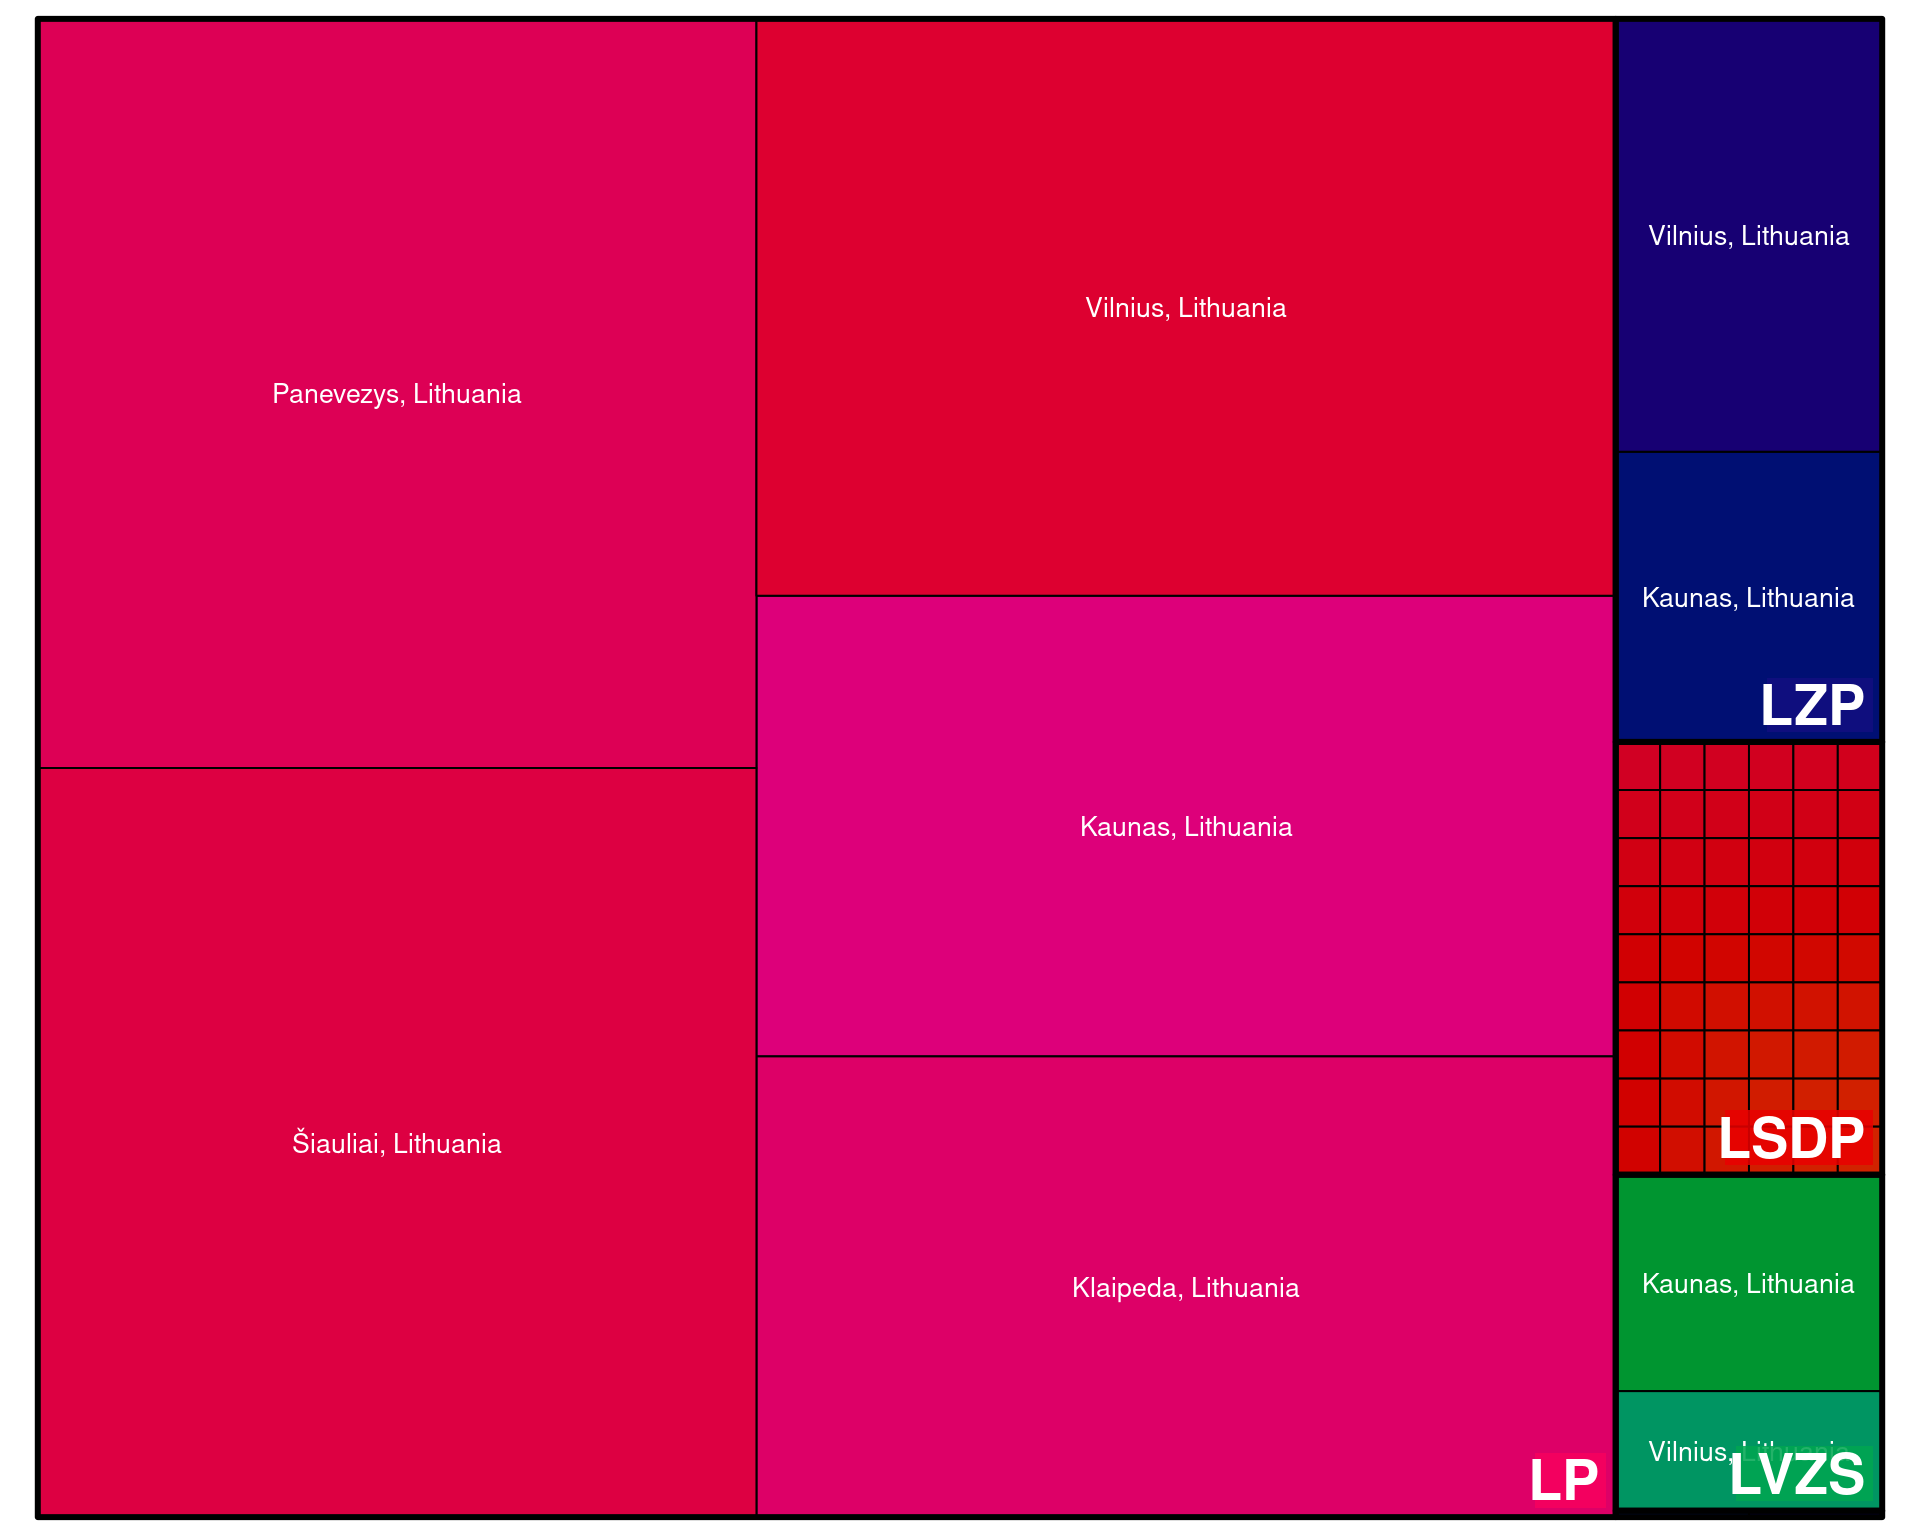 Panevezys, Lithuania
Šiauliai, Lithuania
Vilnius, Lithuania
Kaunas, Lithuania
Klaipeda, Lithuania
LP
Vilnius, Lithuania
Kaunas, Lithuania
LZP
LSDP
Kaunas, Lithuania
Vilnius, Lithuania
LVZS